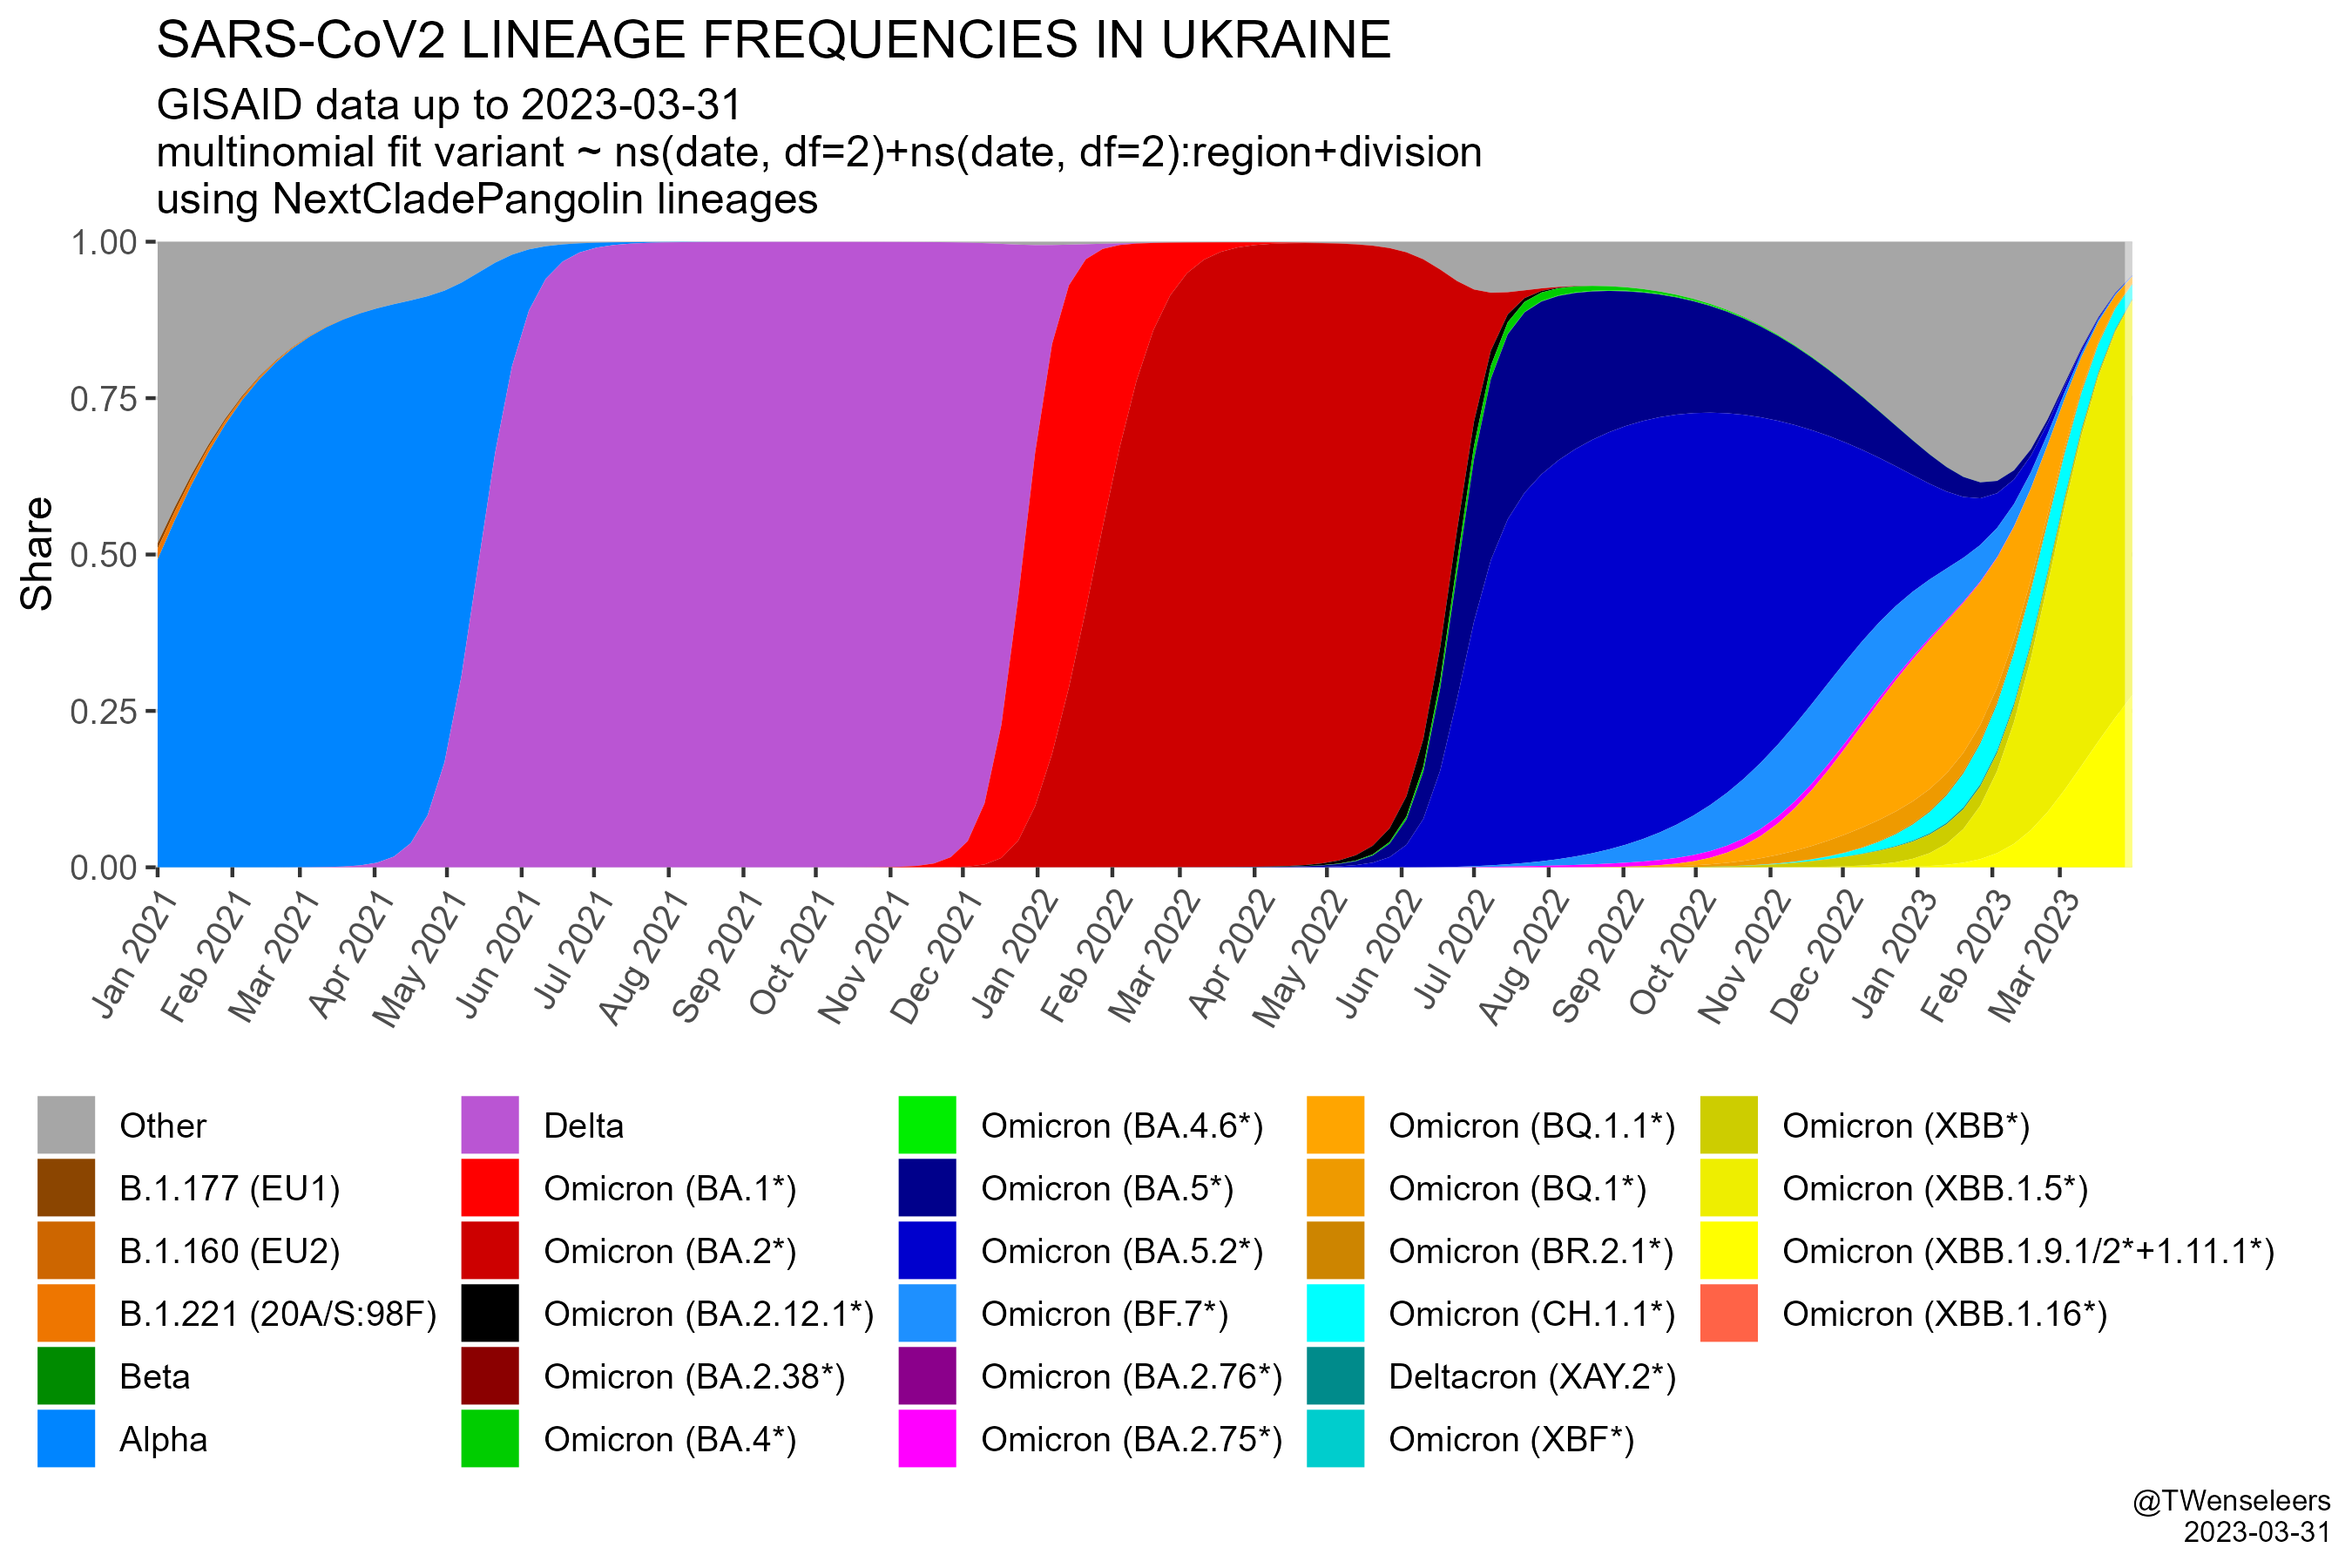 SARS-CoV2 LINEAGE FREQUENCIES IN UKRAINE
GISAID data up to 2023-03-31
multinomial fit variant ~ ns(date, df=2)+ns(date, df=2):region+division
using NextCladePangolin lineages
Share
1.00
0.75
0.50
0.25
0.00
Jan 2021
Feb 2021
Mar 2021
Apr 2021
May 2021
Jun 2021
Jul 2021
Aug 2021
Sep 2021
Oct 2021
Nov 2021
Dec 2021
Jan 2022
Feb 2022
Mar 2022
Apr 2022
May 2022
Jun 2022
Jul 2022
Aug 2022
Sep 2022
Oct 2022
Nov 2022
Dec 2022
Jan 2023
Feb 2023
Mar 2023
Other
B.1.177 (EU1)
B.1.160 (EU2)
B.1.221 (20A/S:98F)
Beta
Alpha
Delta
Omicron (BA.1*)
Omicron (BA.2*)
Omicron (BA.2.12.1*)
Omicron (BA.2.38*)
Omicron (BA.4*)
Omicron (BA.4.6*)
Omicron (BA.5*)
Omicron (BA.5.2*)
Omicron (BF.7*)
Omicron (BA.2.76*)
Omicron (BA.2.75*)
Omicron (BQ.1.1*)
Omicron (BQ.1*)
Omicron (BR.2.1*)
Omicron (CH.1.1*)
Deltacron (XAY.2*)
Omicron (XBF*)
Omicron (XBB*)
Omicron (XBB.1.5*)
Omicron (XBB.1.9.1/2*+1.11.1*)
Omicron (XBB.1.16*)
@TWenseleers
2023-03-31